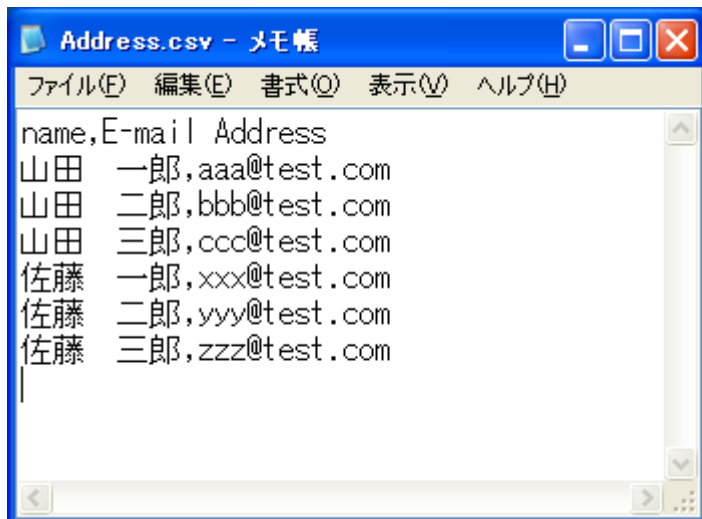 Address.csv - メモ帳
ファイル(F) 編集(E) 書式(O) 表示(V) ヘルプ(H)
name,E-mail Address
山田　一郎,aaa@test.com
山田　二郎,bbb@test.com
山田　三郎,ccc@test.com
佐藤　一郎,xxx@test.com
佐藤　二郎,yyy@test.com
佐藤　三郎,zzz@test.com